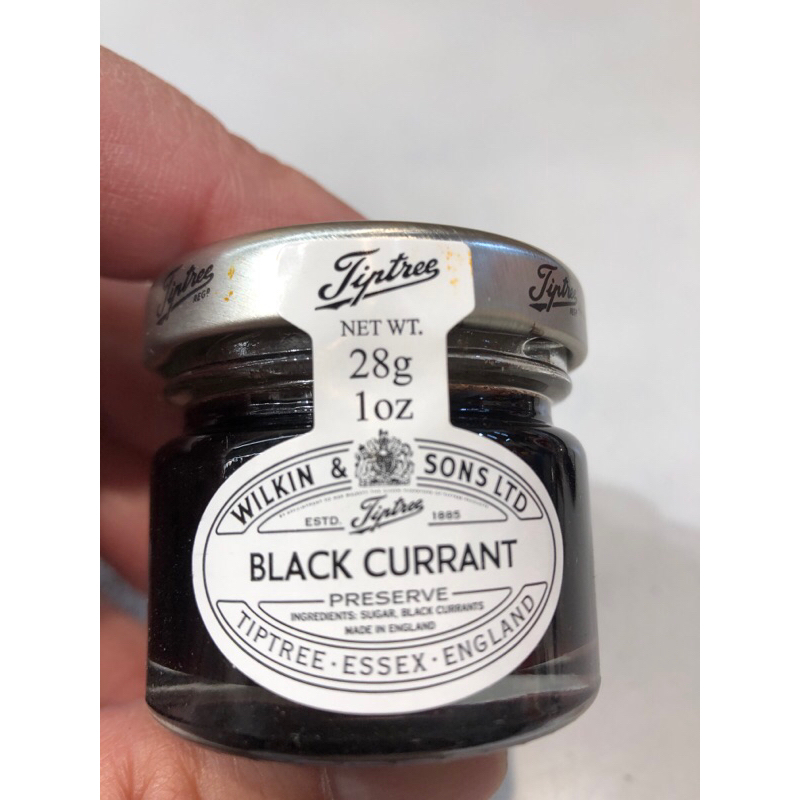 Tiptree
REGD
Tiptree
Tiptree
NET WT.
28g
1oz
WILKIN & SONS LTD
ESTD. Tiptree 1885
BLACK CURRANT
PRESERVE
INGREDIENTS: SUGAR, BLACK CURRANTS
MADE IN ENGLAND
TIPTREE · ESSEX · ENGLAND